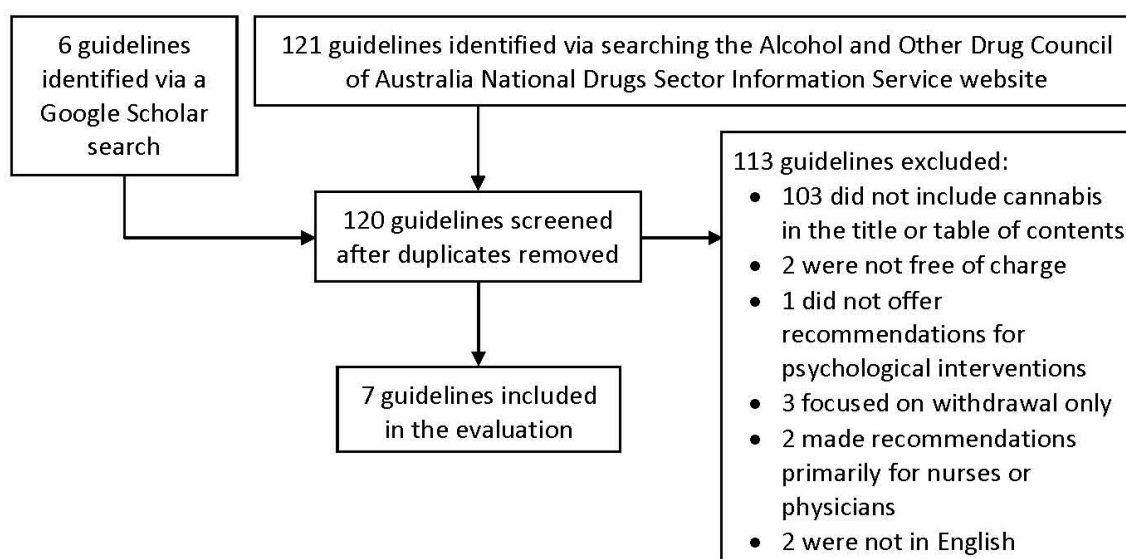 6 guidelines
identified via a
Google Scholar
search
121 guidelines identified via searching the Alcohol and Other Drug Council
of Australia National Drugs Sector Information Service website
120 guidelines screened
after duplicates removed
113 guidelines excluded:
• 103 did not include cannabis
in the title or table of contents
• 2 were not free of charge
• 1 did not offer
recommendations for
psychological interventions
• 3 focused on withdrawal only
• 2 made recommendations
primarily for nurses or
physicians
• 2 were not in English
7 guidelines included
in the evaluation